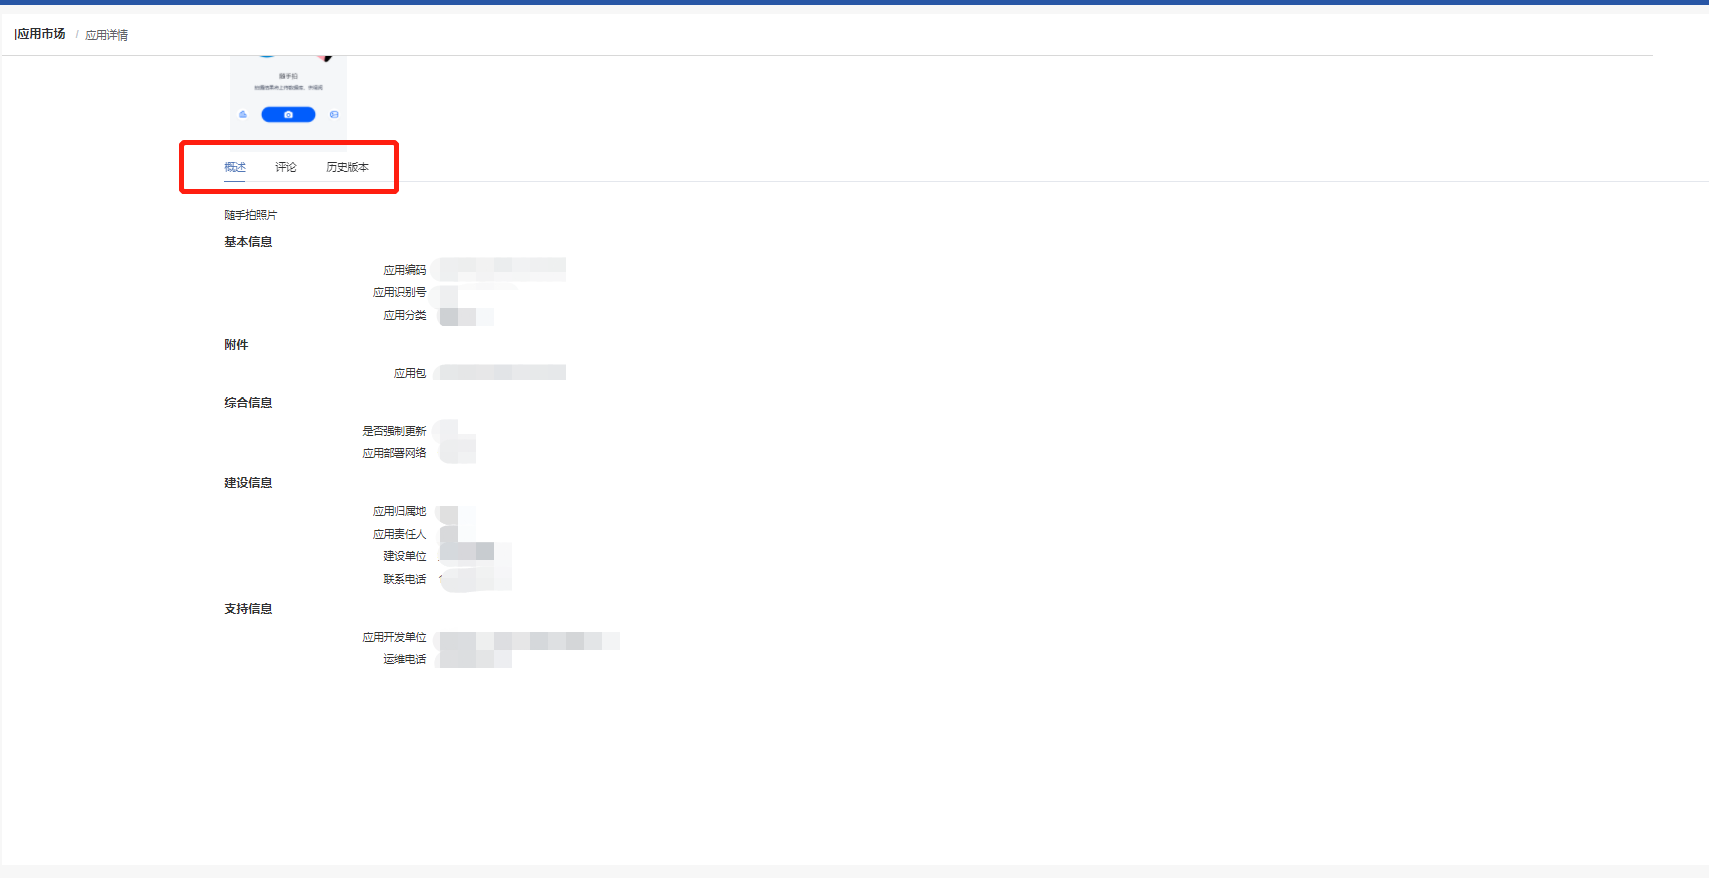 |应用市场 / 应用详情
随手拍
概述 评论 历史版本
随手拍照片
基本信息
应用编码
应用识别号
应用分类
附件
应用包
综合信息
是否强制更新
应用部署网络
建设信息
应用归属地
应用责任人
建设单位
联系电话
支持信息
应用开发单位
运维电话